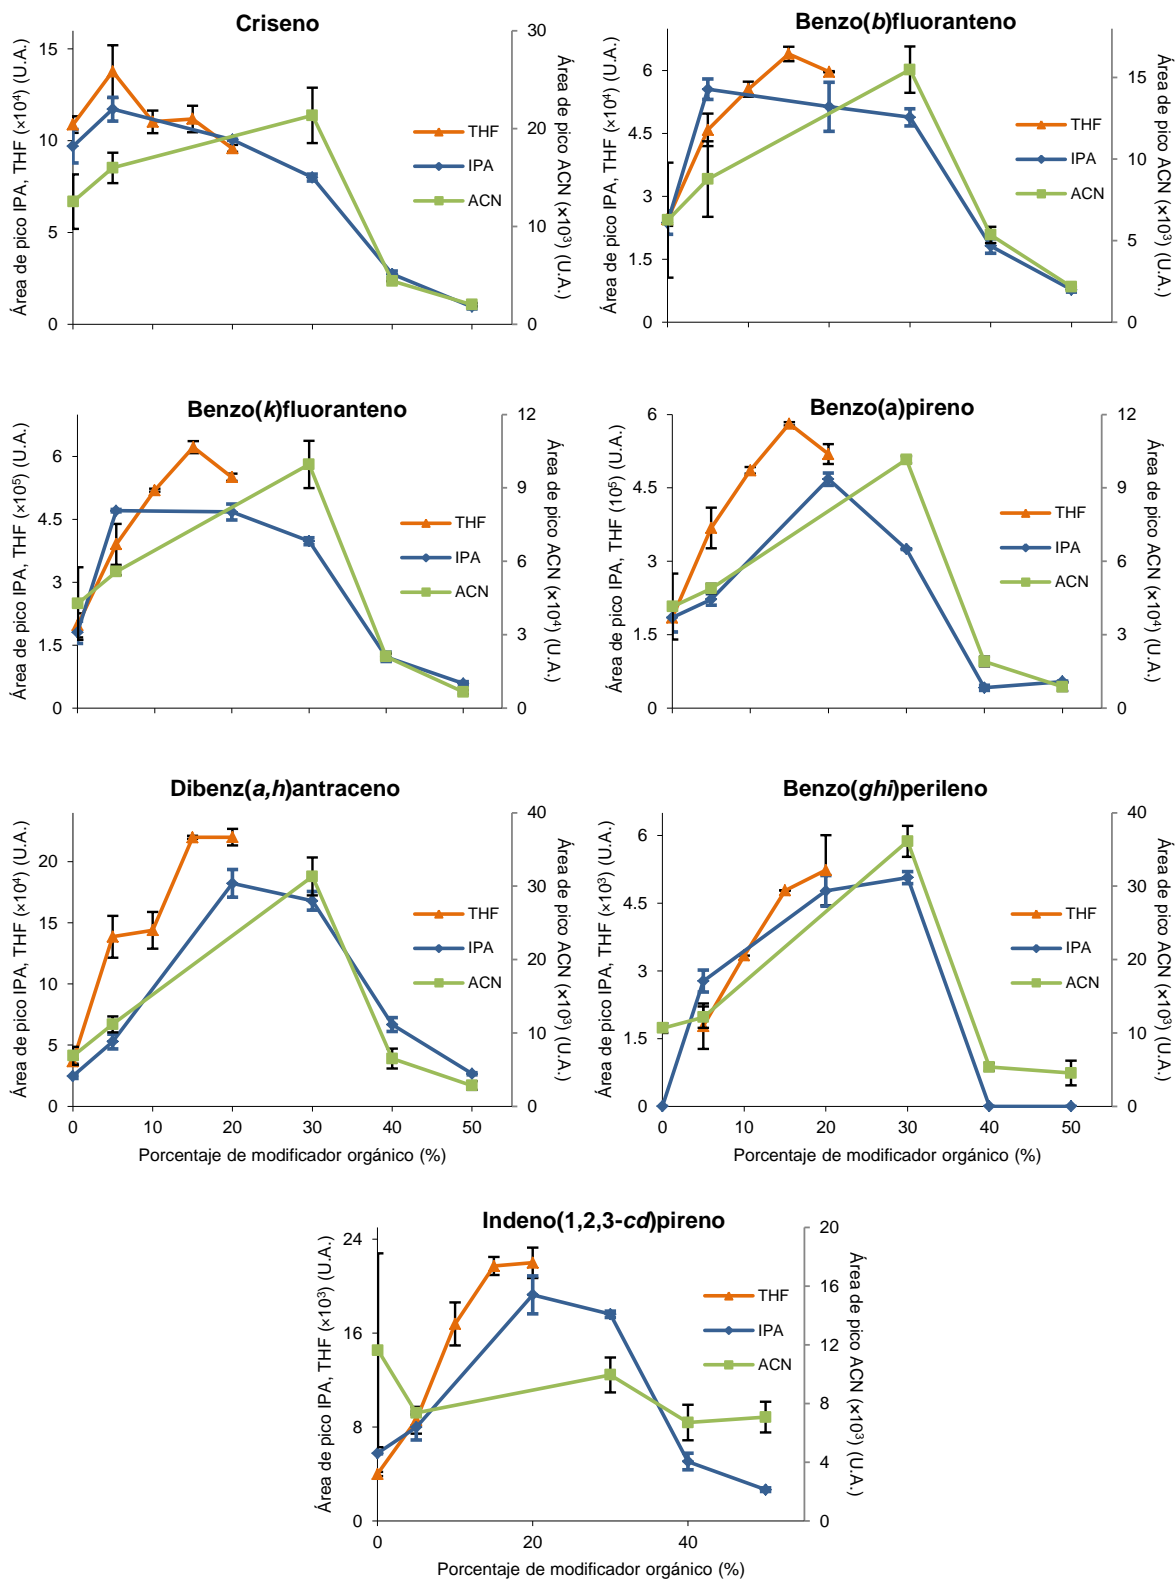 Criseno
Área de pico IPA, THF (×10⁴) (U.A.)
15
10
5
0
30
20
10
0
Área de pico ACN (×10³) (U.A.)
THF
IPA
ACN
Benzo(b)fluoranteno
Área de pico IPA, THF (×10⁴) (U.A.)
6
4.5
3
1.5
0
15
10
5
0
Área de pico ACN (×10³) (U.A.)
THF
IPA
ACN
Benzo(k)fluoranteno
Área de pico IPA, THF (×10⁵) (U.A.)
6
4.5
3
1.5
0
12
9
6
3
0
Área de pico ACN (×10⁴) (U.A.)
THF
IPA
ACN
Benzo(a)pireno
Área de pico IPA, THF (10⁵) (U.A.)
6
4.5
3
1.5
0
12
9
6
3
0
Área de pico ACN (×10⁴) (U.A.)
THF
IPA
ACN
Dibenz(a,h)antraceno
Área de pico IPA, THF (×10⁴) (U.A.)
20
15
10
5
0
40
30
20
10
0
Área de pico ACN (×10³) (U.A.)
THF
IPA
ACN
0 10 20 30 40 50
Porcentaje de modificador orgánico (%)
Benzo(ghi)perileno
Área de pico IPA, THF (×10³) (U.A.)
6
4.5
3
1.5
0
40
30
20
10
0
Área de pico ACN (×10³) (U.A.)
THF
IPA
ACN
0 10 20 30 40 50
Porcentaje de modificador orgánico (%)
Indeno(1,2,3-cd)pireno
Área de pico IPA, THF (×10³) (U.A.)
24
16
8
0
20
16
12
8
4
0
Área de pico ACN (×10³) (U.A.)
THF
IPA
ACN
0 20 40
Porcentaje de modificador orgánico (%)